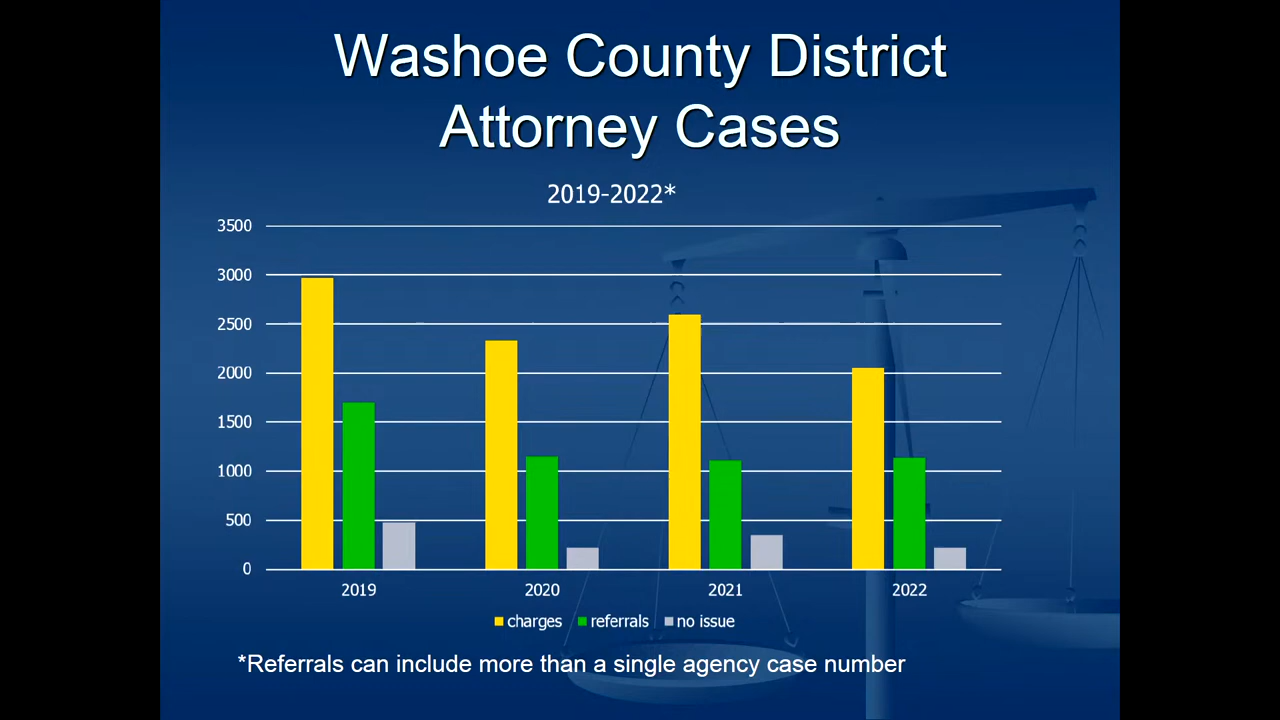 Washoe County District
Attorney Cases
2019-2022*
3500
3000
2500
2000
1500
1000
500
0
2019 2020 2021 2022
charges referrals no issue
*Referrals can include more than a single agency case number